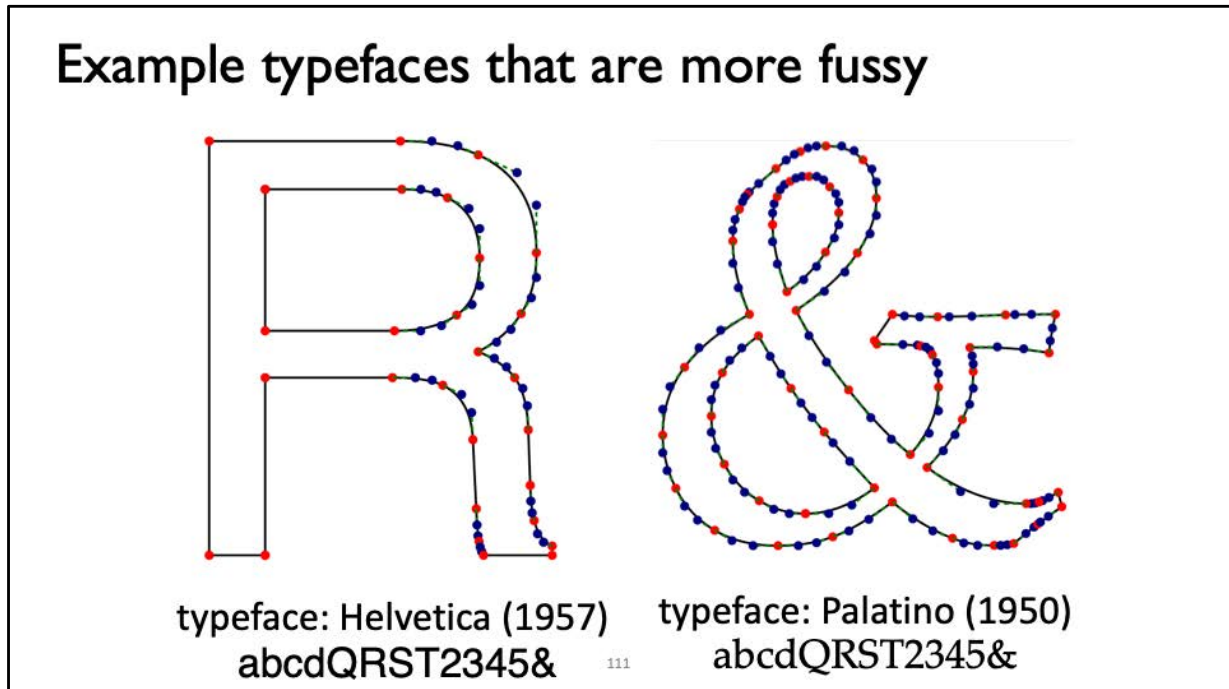 Example typefaces that are more fussy
R
&
typeface: Helvetica (1957)
abcdQRST2345&
typeface: Palatino (1950)
abcdQRST2345&
111